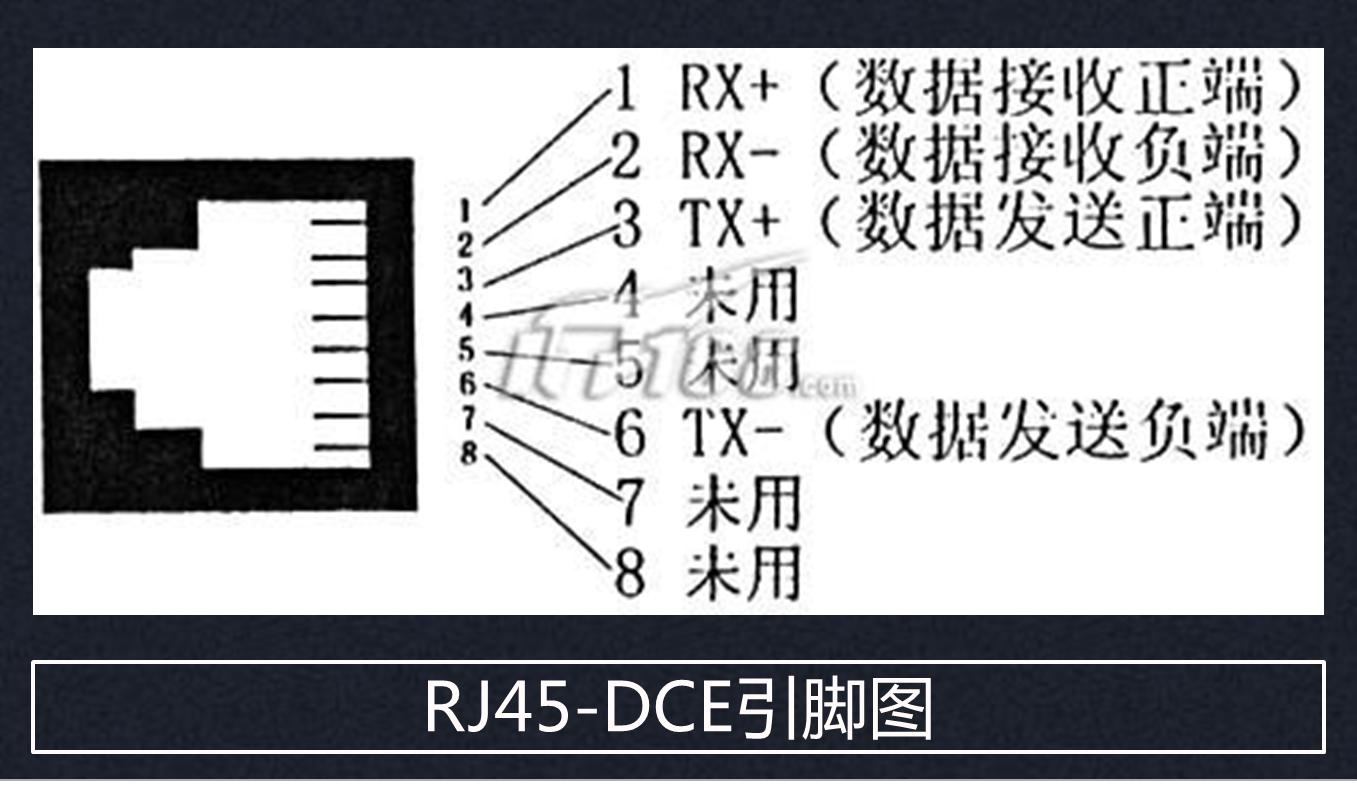 1 RX+（数据接收正端）
2 RX-（数据接收负端）
3 TX+（数据发送正端）
4 未用
5 未用
6 TX-（数据发送负端）
7 未用
8 未用
1
2
3
4
5
6
7
8
RJ45-DCE引脚图